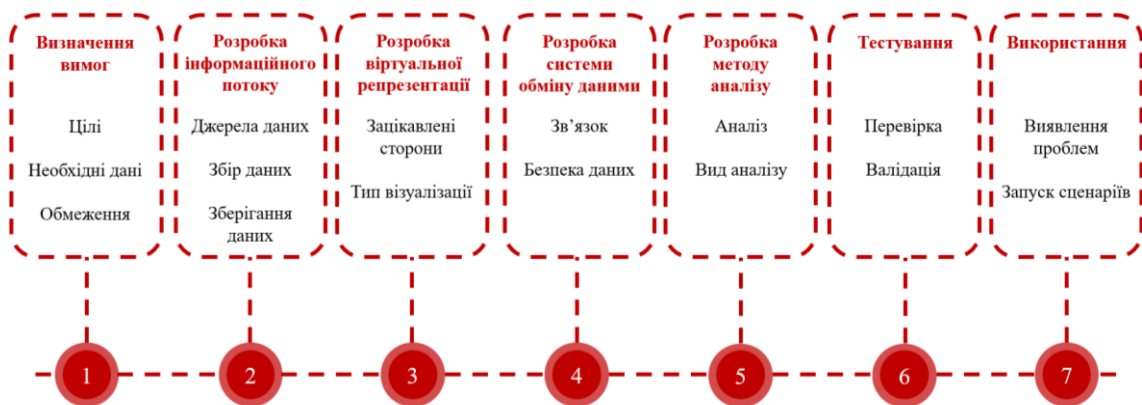 Визначення
вимог
Цілі
Необхідні дані
Обмеження
Розробка
інформаційного
потоку
Джерела даних
Збір даних
Зберігання
даних
Розробка
віртуальної
репрезентації
Зацікавлені
сторони
Тип візуалізації
Розробка
системи
обміну даними
Зв’язок
Безпека даних
Розробка
методу
аналізу
Аналіз
Вид аналізу
Тестування
Перевірка
Валідація
Використання
Виявлення
проблем
Запуск сценаріїв
1
2
3
4
5
6
7